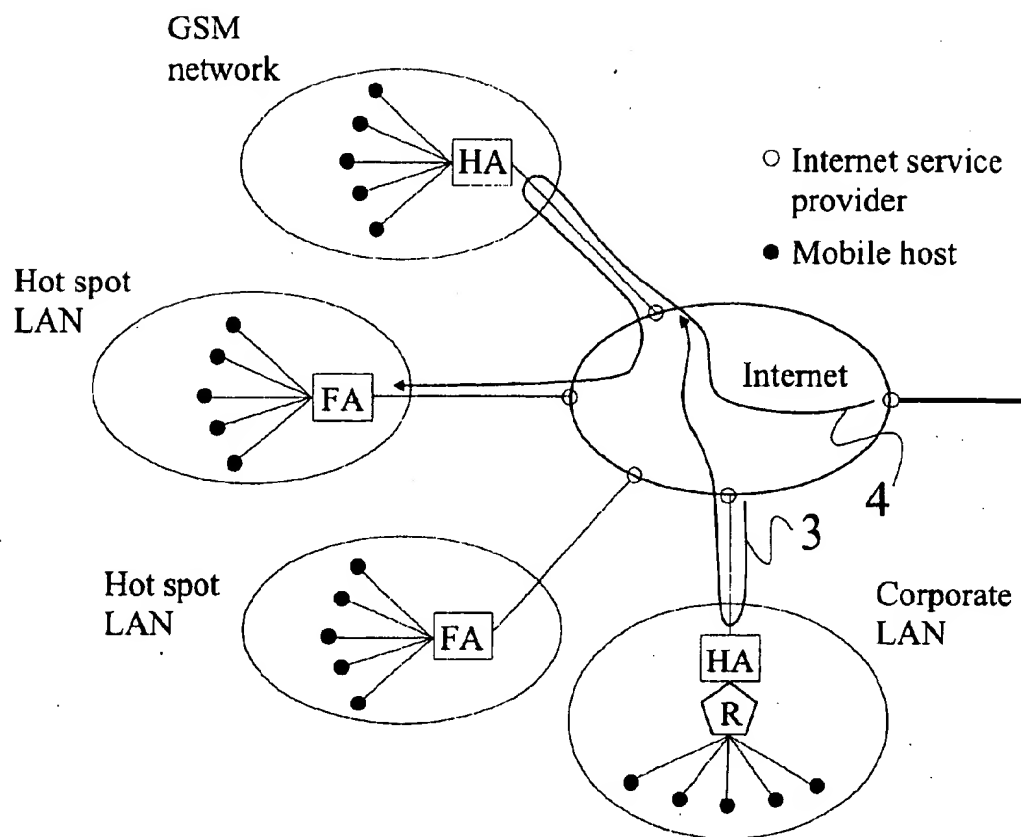 GSM
network
HA
Internet service
provider
Mobile host
Hot spot
LAN
FA
Internet
4
3
Hot spot
LAN
FA
Corporate
LAN
HA
R